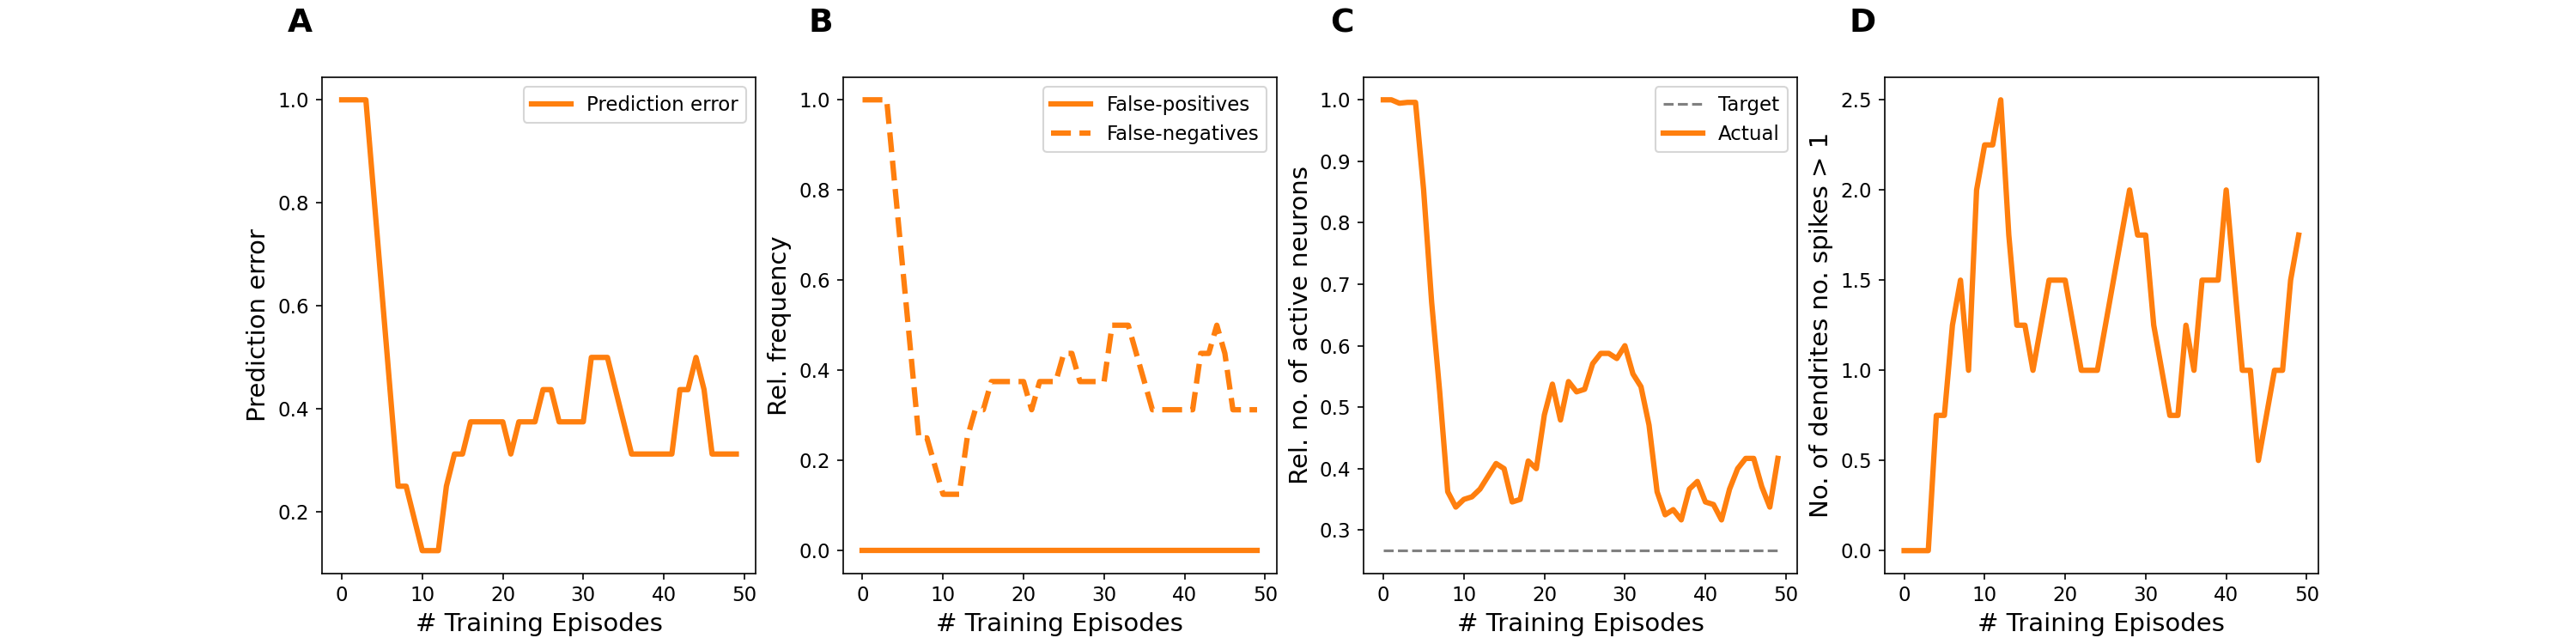 A
B
C
D
Prediction error
1.0
0.8
0.6
0.4
0.2
Prediction error
0 10 20 30 40 50
# Training Episodes
False-positives
False-negatives
1.0
0.8
0.6
0.4
0.2
0.0
Rel. frequency
0 10 20 30 40 50
# Training Episodes
Target
Actual
1.0
0.9
0.8
0.7
0.6
0.5
0.4
0.3
Rel. no. of active neurons
0 10 20 30 40 50
# Training Episodes
2.5
2.0
1.5
1.0
0.5
0.0
No. of dendrites no. spikes > 1
0 10 20 30 40 50
# Training Episodes